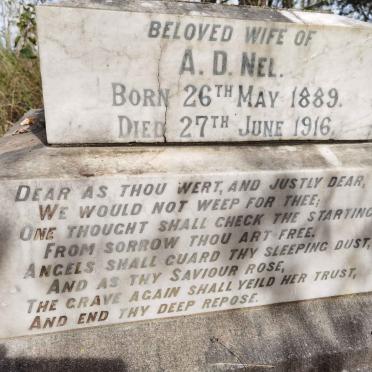 BELOVED WIFE OF
A. D. NEL.
BORN 26TH MAY 1889.
DIED 27TH JUNE 1916.
DEAR AS THOU WERT, AND JUSTLY DEAR,
WE WOULD NOT WEEP FOR THEE;
ONE THOUGHT SHALL CHECK THE STARTING
FROM SORROW THOU ART FREE.
ANGELS SHALL GUARD THY SLEEPING DUST,
AND AS THY SAVIOUR ROSE,
THE GRAVE AGAIN SHALL YEILD HER TRUST,
AND END THY DEEP REPOSE.